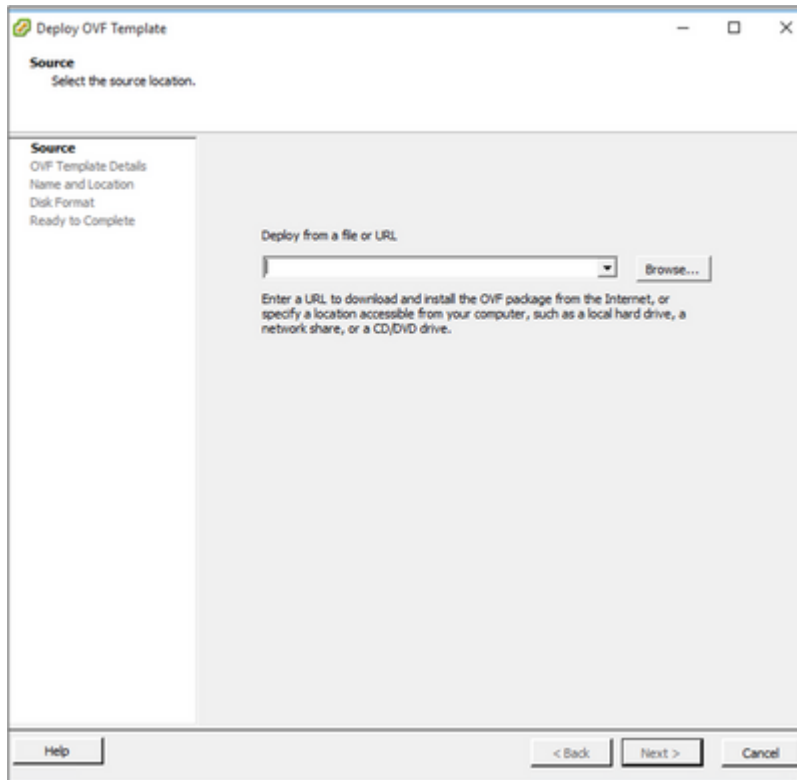 Deploy OVF Template
Source
Select the source location.
Source
OVF Template Details
Name and Location
Disk Format
Ready to Complete
Deploy from a file or URL
Browse...
Enter a URL to download and install the OVF package from the Internet, or
specify a location accessible from your computer, such as a local hard drive, a
network share, or a CD/DVD drive.
Help
< Back
Next >
Cancel